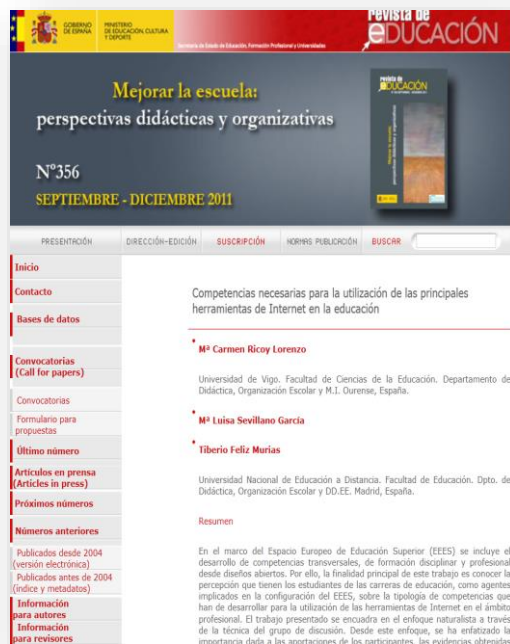 GOBIERNO
DE ESPAÑA
MINISTERIO
DE EDUCACIÓN, CULTURA
Y DEPORTE
Secretaría de Estado de Educación, Formación Profesional y Universidades
revista de
eDUCACIÓN
Mejorar la escuela:
perspectivas didácticas y organizativas
Nº356
SEPTIEMBRE - DICIEMBRE 2011
revista de
eDUCACIÓN
Mejorar la escuela:
perspectivas didácticas y organizativas
PRESENTACIÓN DIRECCIÓN-EDICIÓN SUSCRIPCIÓN NORMAS PUBLICACIÓN BUSCAR
Inicio
Contacto
Bases de datos
Convocatorias
(Call for papers)
Convocatorias
Formulario para
propuestas
Último número
Artículos en prensa
(Articles in press)
Próximos números
Números anteriores
Publicados desde 2004
(versión electrónica)
Publicados antes de 2004
(índice y metadatos)
Información
para autores
Información
para revisores
Competencias necesarias para la utilización de las principales
herramientas de Internet en la educación
Mª Carmen Ricoy Lorenzo
Universidad de Vigo. Facultad de Ciencias de la Educación. Departamento de
Didáctica, Organización Escolar y M.I. Ourense, España.
Mª Luisa Sevillano García
Tiberio Feliz Murias
Universidad Nacional de Educación a Distancia. Facultad de Educación. Dpto. de
Didáctica, Organización Escolar y DD.EE. Madrid, España.
Resumen
En el marco del Espacio Europeo de Educación Superior (EEES) se incluye el
desarrollo de competencias transversales, de formación disciplinar y profesional
desde diseños abiertos. Por ello, la finalidad principal de este trabajo es conocer la
percepción que tienen los estudiantes de las carreras de educación, como agentes
implicados en la configuración del EEES, sobre la tipología de competencias que
han de desarrollar para la utilización de las herramientas de Internet en el ámbito
profesional. El trabajo presentado se encuadra en el enfoque naturalista a través
de la técnica del grupo de discusión. Desde este enfoque, se ha enfatizado la
importancia dada a las aportaciones de los participantes, las evidencias obtenidas